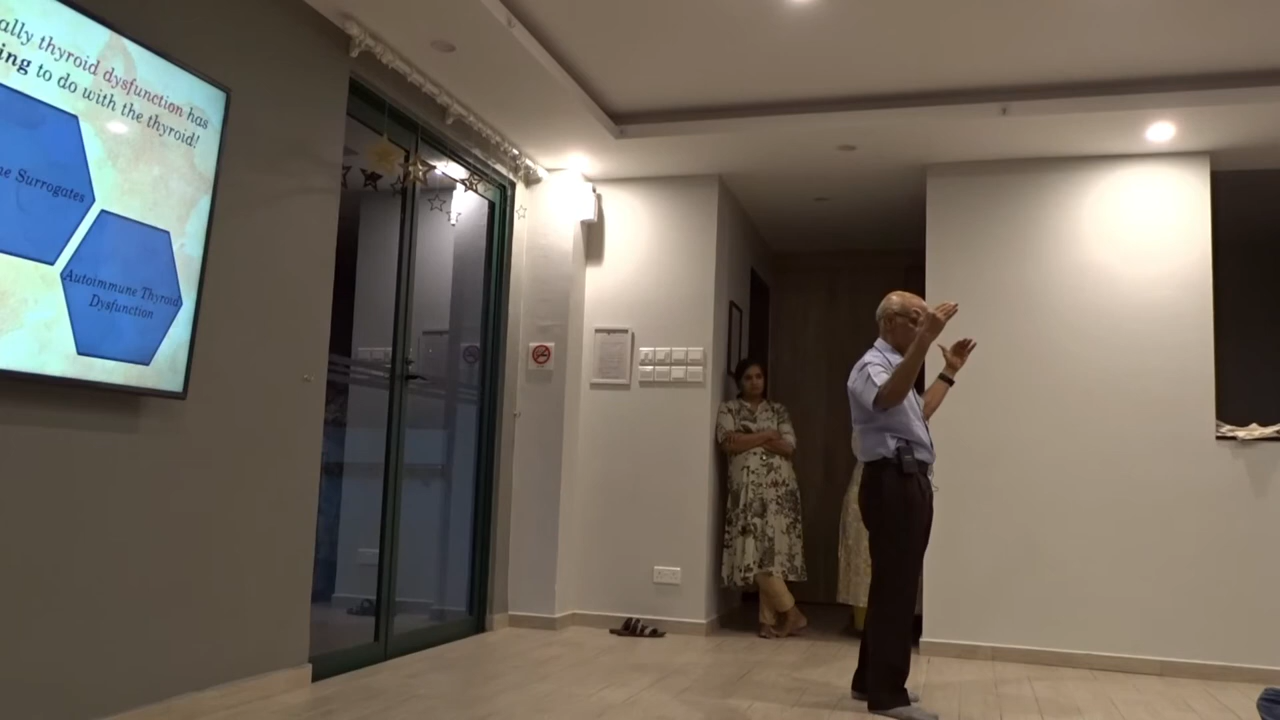 ally thyroid dysfunction has
ing to do with the thyroid!
ne Surrogates
Autoimmune Thyroid
Dysfunction